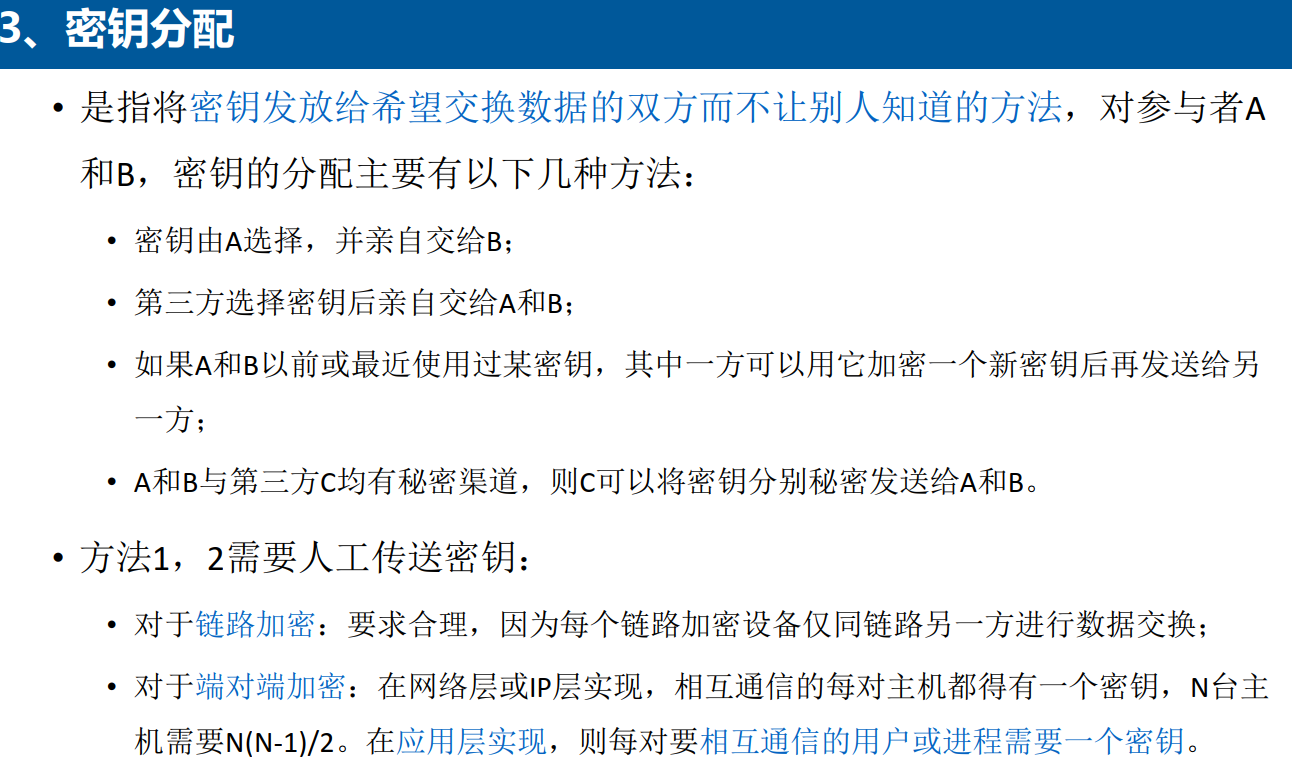 3、密钥分配
• 是指将密钥发放给希望交换数据的双方而不让别人知道的方法，对参与者A
和B，密钥的分配主要有以下几种方法：
• 密钥由A选择，并亲自交给B；
• 第三方选择密钥后亲自交给A和B；
• 如果A和B以前或最近使用过某密钥，其中一方可以用它加密一个新密钥后再发送给另
一方；
• A和B与第三方C均有秘密渠道，则C可以将密钥分别秘密发送给A和B。
• 方法1，2需要人工传送密钥：
• 对于链路加密：要求合理，因为每个链路加密设备仅同链路另一方进行数据交换；
• 对于端对端加密：在网络层或IP层实现，相互通信的每对主机都得有一个密钥，N台主
机需要N(N-1)/2。在应用层实现，则每对要相互通信的用户或进程需要一个密钥。